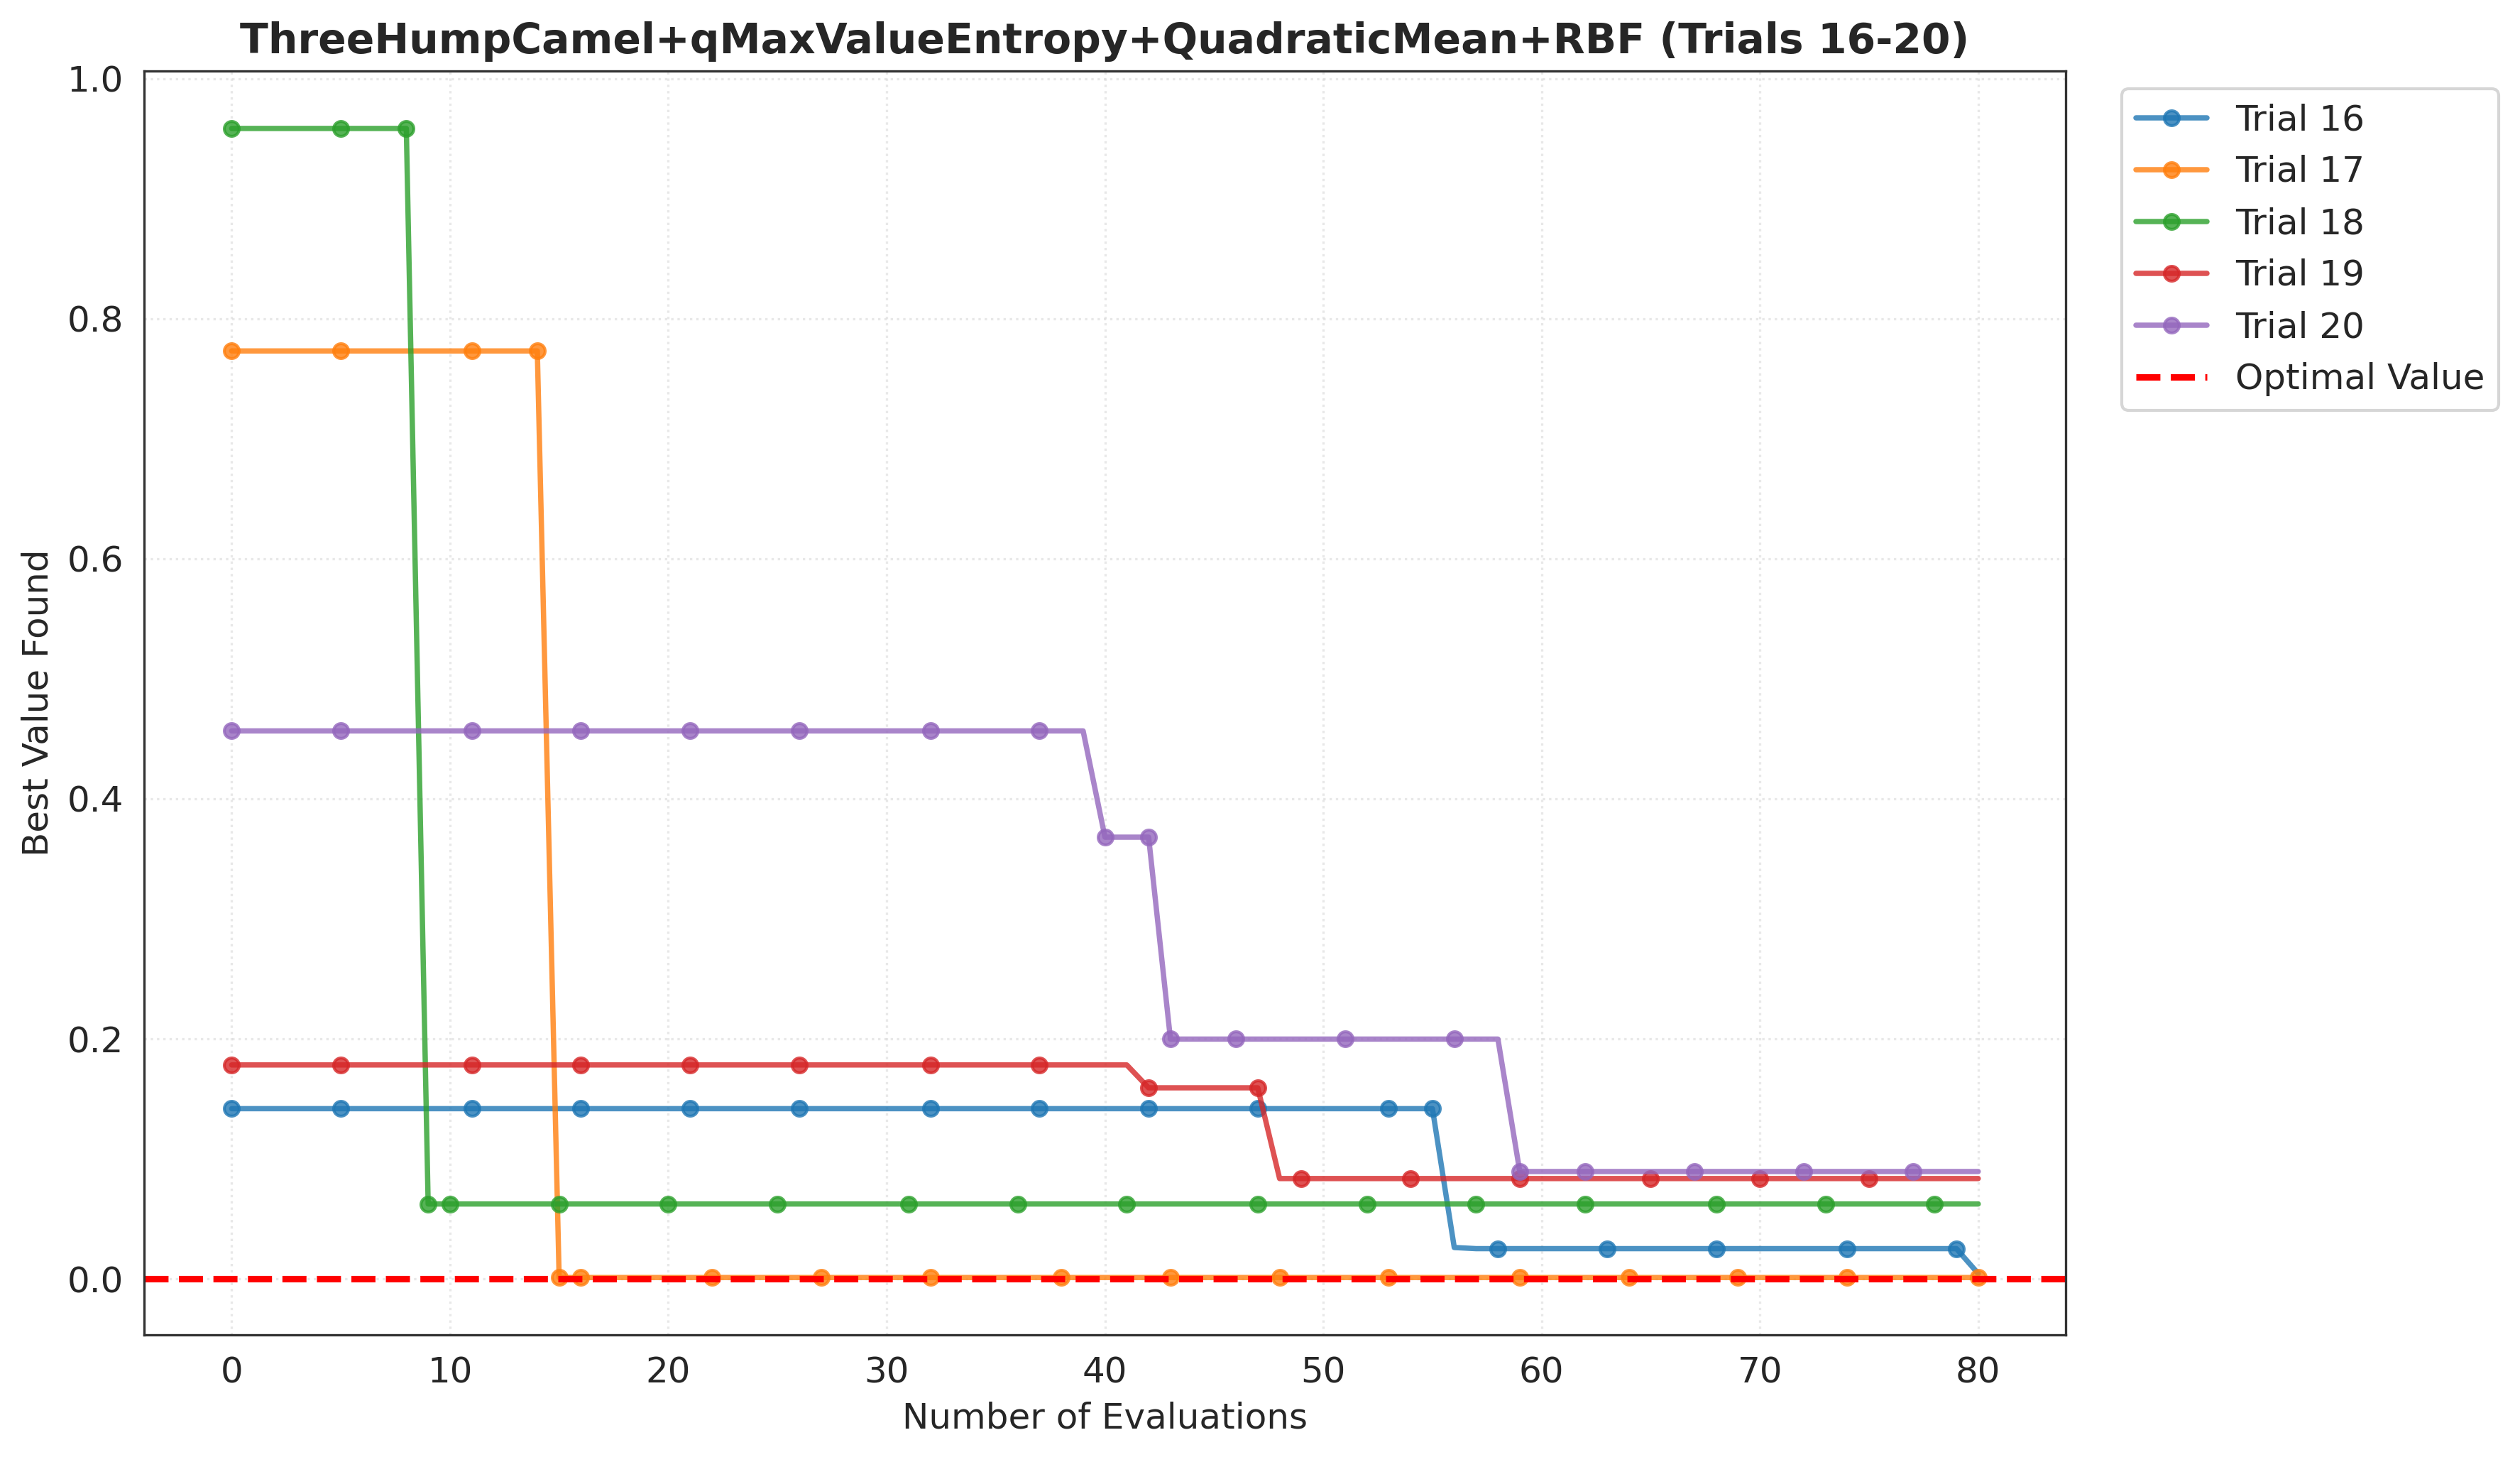 ThreeHumpCamel+qMaxValueEntropy+QuadraticMean+RBF (Trials 16-20)
1.0
0.8
0.6
0.4
0.2
0.0
Best Value Found
0 10 20 30 40 50 60 70 80
Number of Evaluations
Trial 16
Trial 17
Trial 18
Trial 19
Trial 20
Optimal Value